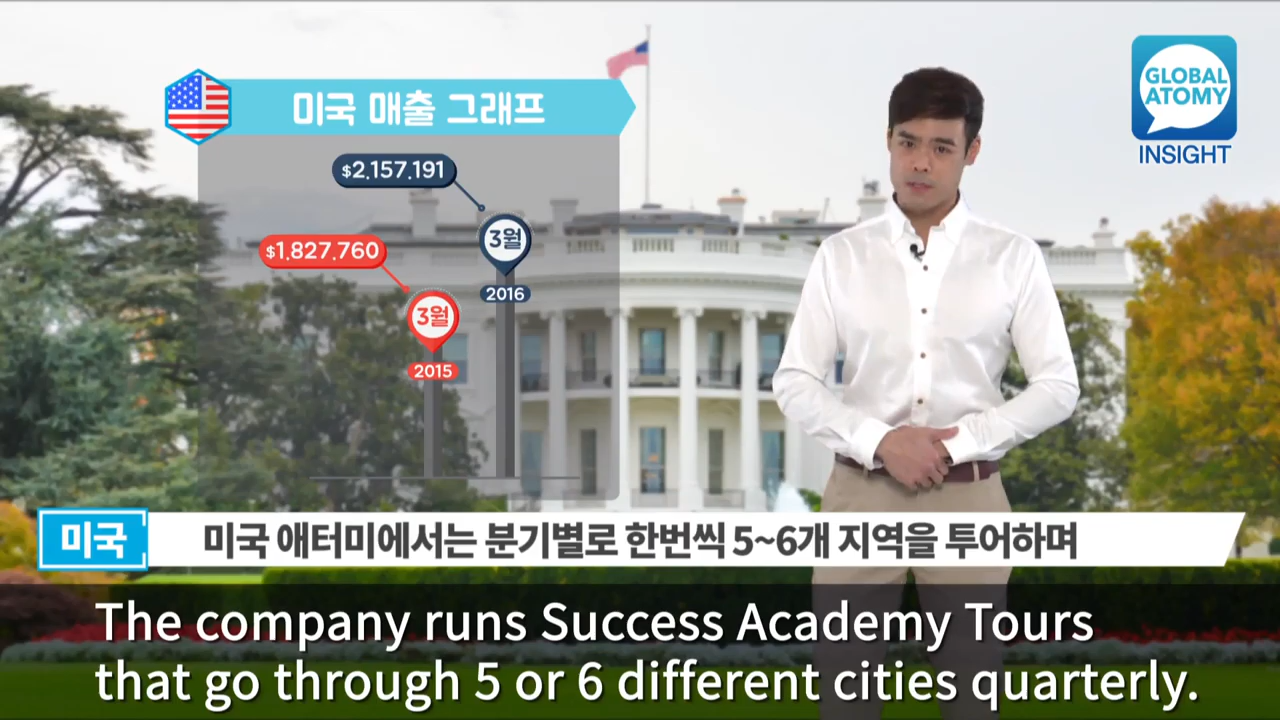 미국 매출 그래프
GLOBAL
ATOMY
INSIGHT
$2,157,191
3월
2016
$1,827,760
3월
2015
미국
미국 애터미에서는 분기별로 한번씩 5~6개 지역을 투어하며
The company runs Success Academy Tours
that go through 5 or 6 different cities quarterly.